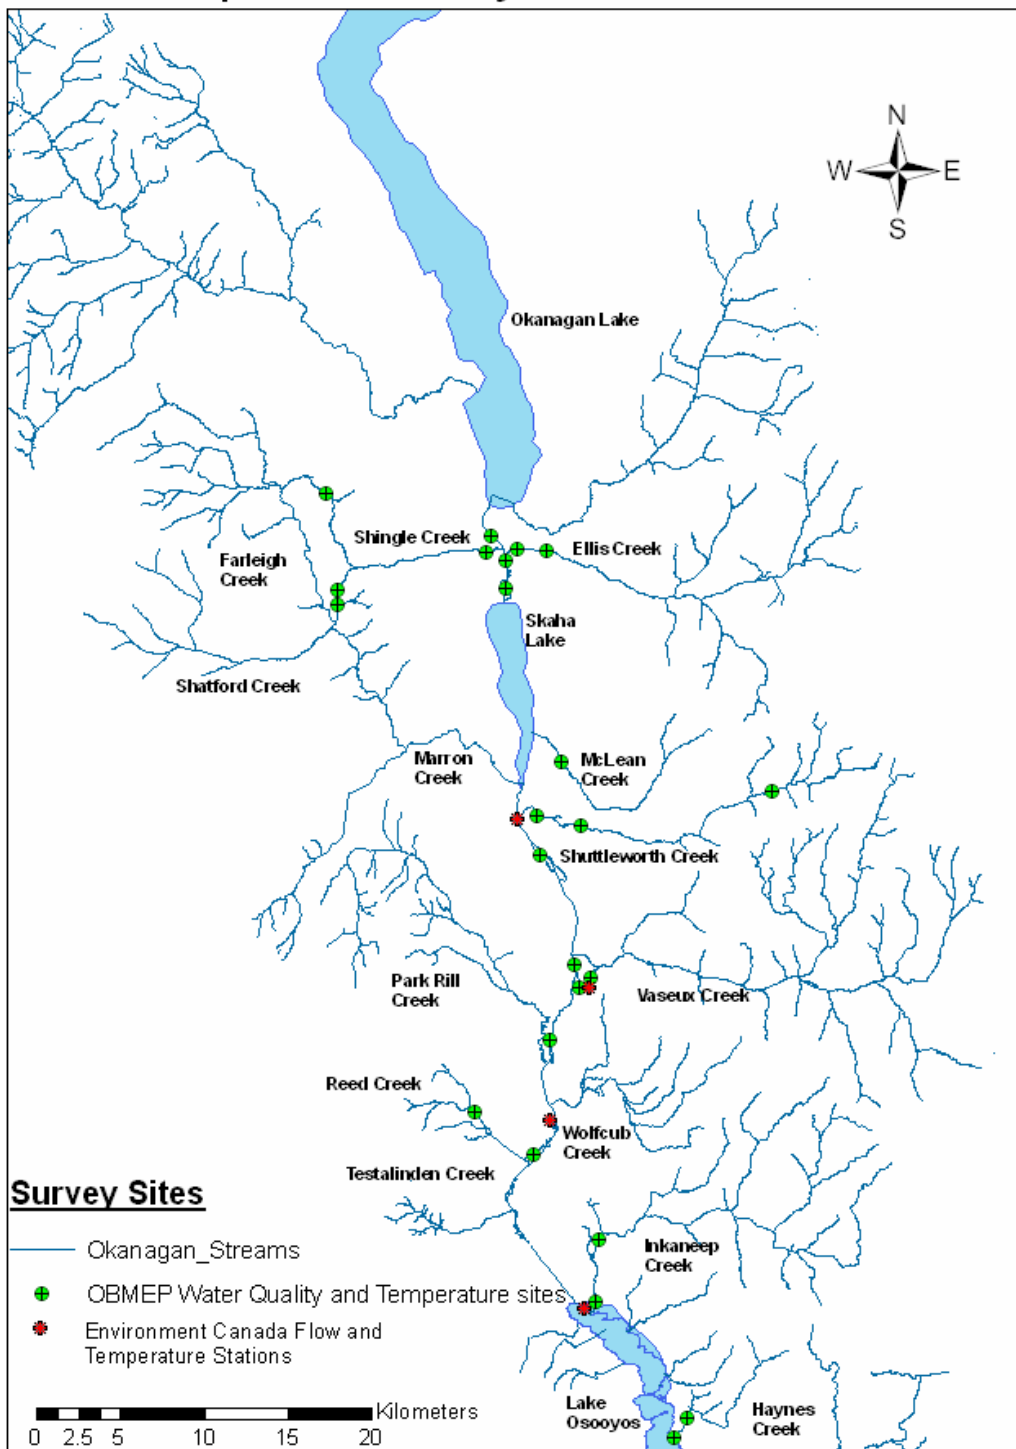 N
W E
S
Okanagan Lake
Shingle Creek
Ellis Creek
Farleigh
Creek
Skaha
Lake
Shatford Creek
Marron
Creek
McLean
Creek
Shuttleworth Creek
Park Rill
Creek
Vaseux Creek
Reed Creek
Wolfcub
Creek
Testalinden Creek
Survey Sites
Okanagan_Streams
OBMEP Water Quality and Temperature sites
Environment Canada Flow and
Temperature Stations
Inkaneep
Creek
Lake
Osooyos
Haynes
Creek
Kilometers
0 2.5 5 10 15 20